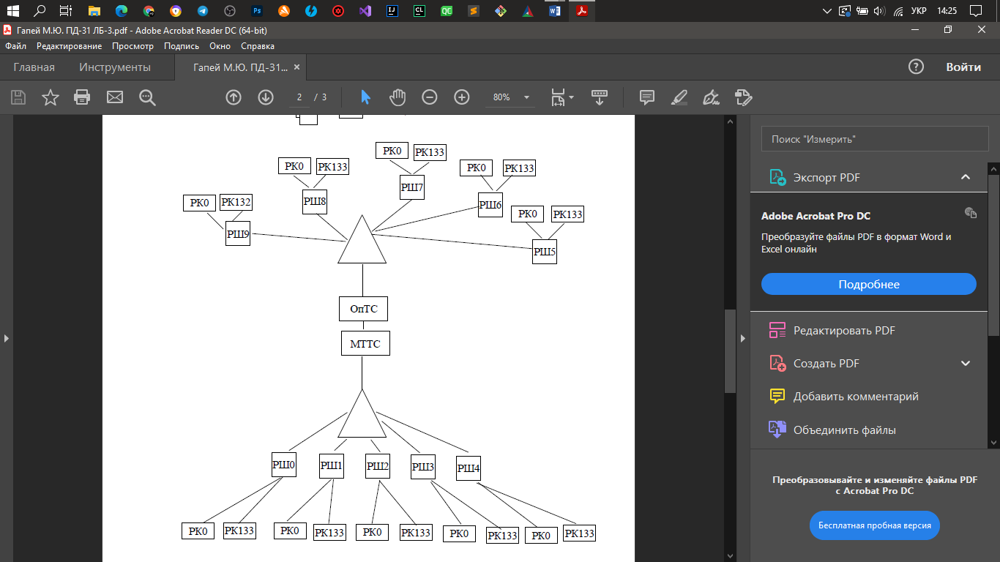 УКР
14:25
Гапей М.Ю. ПД-31 ЛБ-3.pdf - Adobe Acrobat Reader DC (64-bit)
Файл Редактирование Просмотр Подпись Окно Справка
Главная Инструменты Гапей М.Ю. ПД-31... × Войти
2 / 3 80%
РК0 РК133
РК0 РК133
РК0 РК133
РШ7
РШ8
РШ6
РК0 РК132
РК0 РК133
РШ9
РШ5
ОпТС
МТТС
РШ0 РШ1 РШ2 РШ3 РШ4
РК0 РК133 РК0 РК133 РК0 РК133 РК0 РК133 РК0 РК133
Поиск "Измерить"
Экспорт PDF
Adobe Acrobat Pro DC
Преобразуйте файлы PDF в формат Word и
Excel онлайн
Подробнее
Редактировать PDF
Создать PDF
Добавить комментарий
Объединить файлы
Преобразовывайте и изменяйте файлы PDF
с Acrobat Pro DC
Бесплатная пробная версия